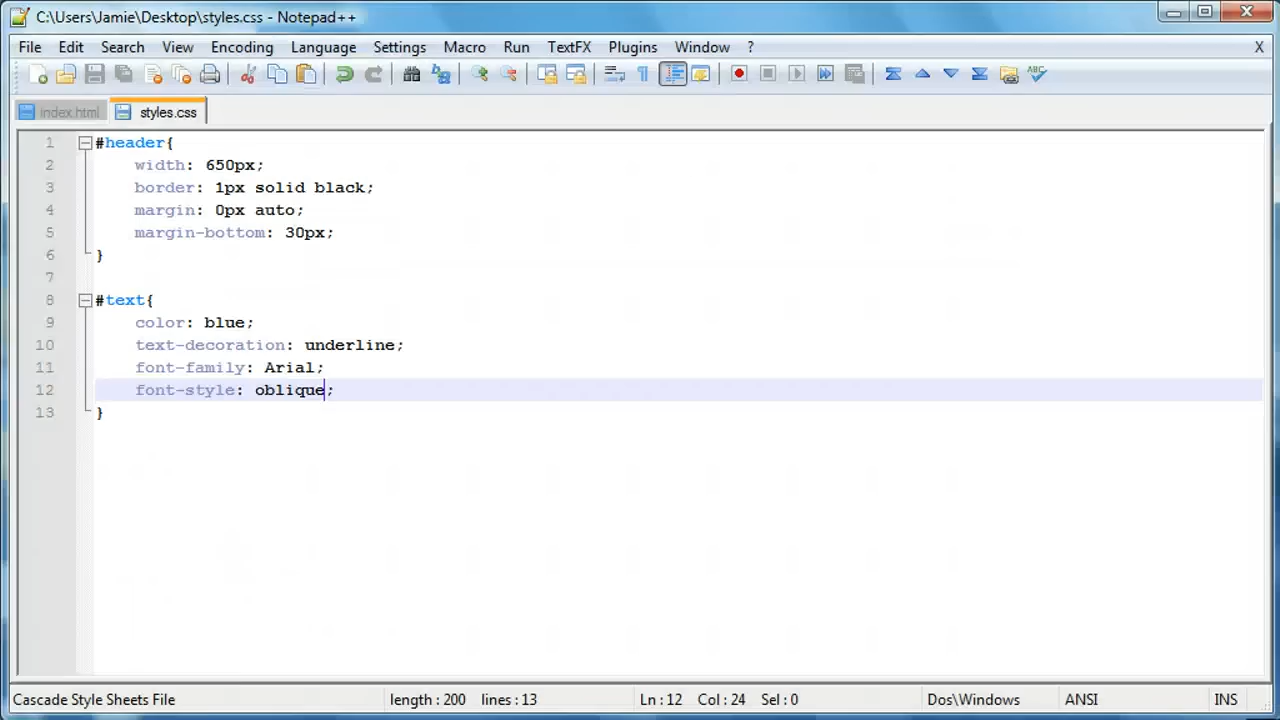 C:\Users\Jamie\Desktop\styles.css - Notepad++
File Edit Search View Encoding Language Settings Macro Run TextFX Plugins Window ? X
index.html styles.css
1 #header{
2 width: 650px;
3 border: 1px solid black;
4 margin: 0px auto;
5 margin-bottom: 30px;
6 }
7
8 #text{
9 color: blue;
10 text-decoration: underline;
11 font-family: Arial;
12 font-style: oblique;
13 }
Cascade Style Sheets File length : 200 lines : 13 Ln : 12 Col : 24 Sel : 0 Dos\Windows ANSI INS